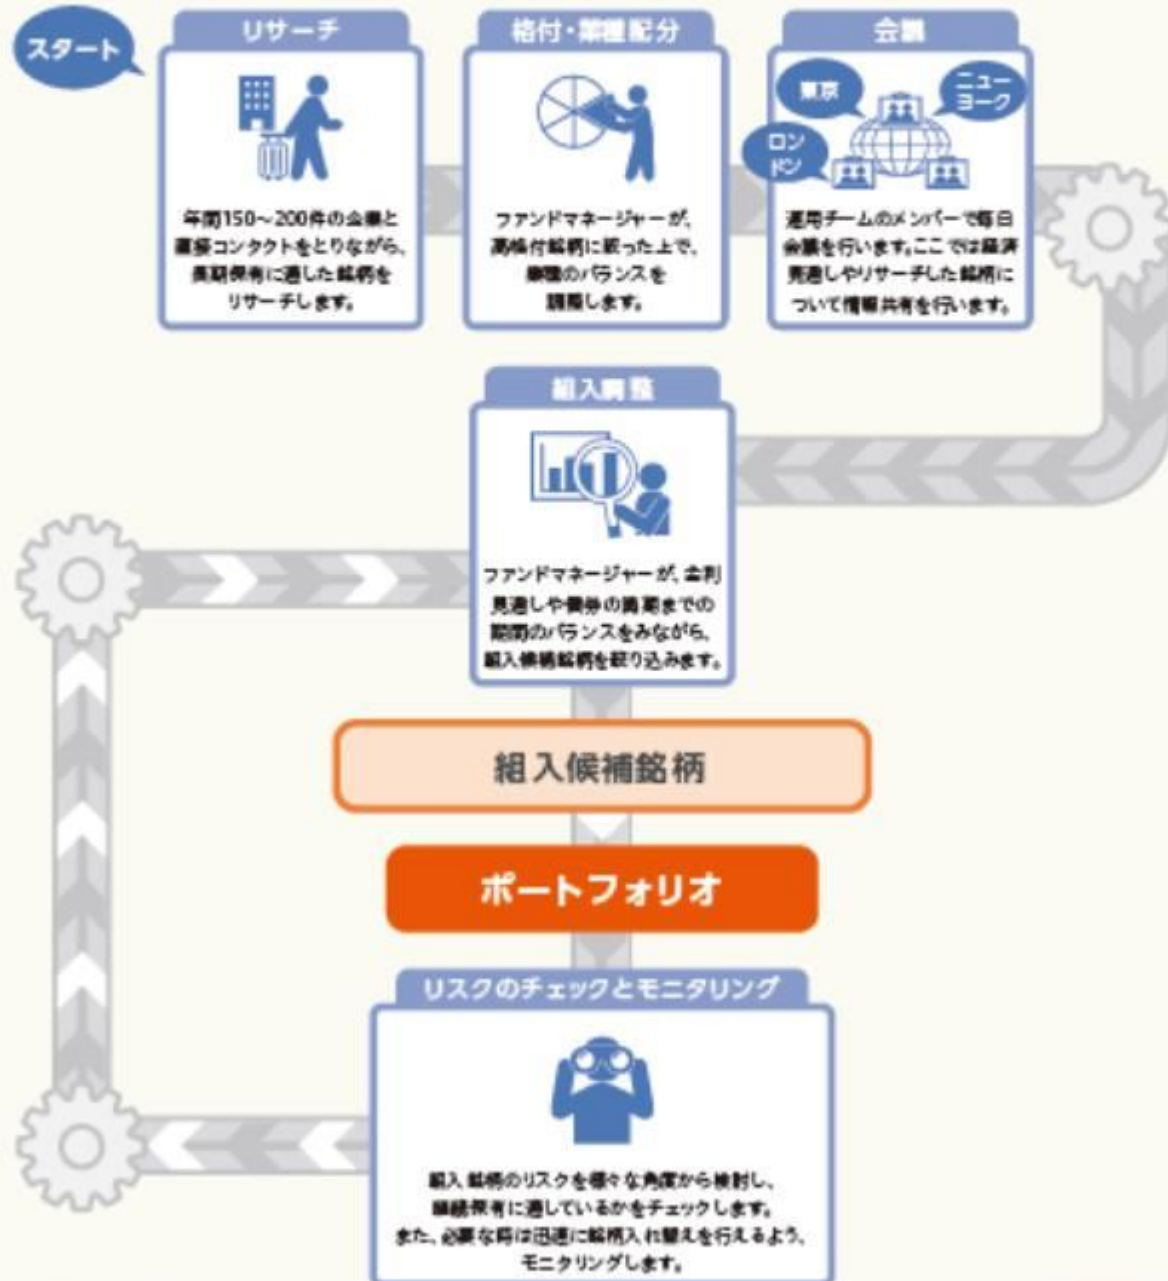 スタート
リサーチ
年間150～200件の企業と
直接コンタクトをとりながら、
長期保有に適した銘柄を
リサーチします。
格付・業種配分
ファンドマネージャーが、
高格付銘柄に絞った上で、
業種のバランスを
調整します。
会議
東京
ニュー
ヨーク
ロン
ドン
運用チームのメンバーで毎日
会議を行います。ここでは経済
見通しやリサーチした銘柄に
ついて情報共有を行います。
組入調整
ファンドマネージャーが、金利
見通しや債券の満期までの
期間のバランスをみながら、
組入候補銘柄を絞り込みます。
組入候補銘柄
ポートフォリオ
リスクのチェックとモニタリング
組入銘柄のリスクを様々な角度から検討し、
継続保有に適しているかをチェックします。
また、必要な時は迅速に銘柄入れ替えを行えるよう、
モニタリングします。